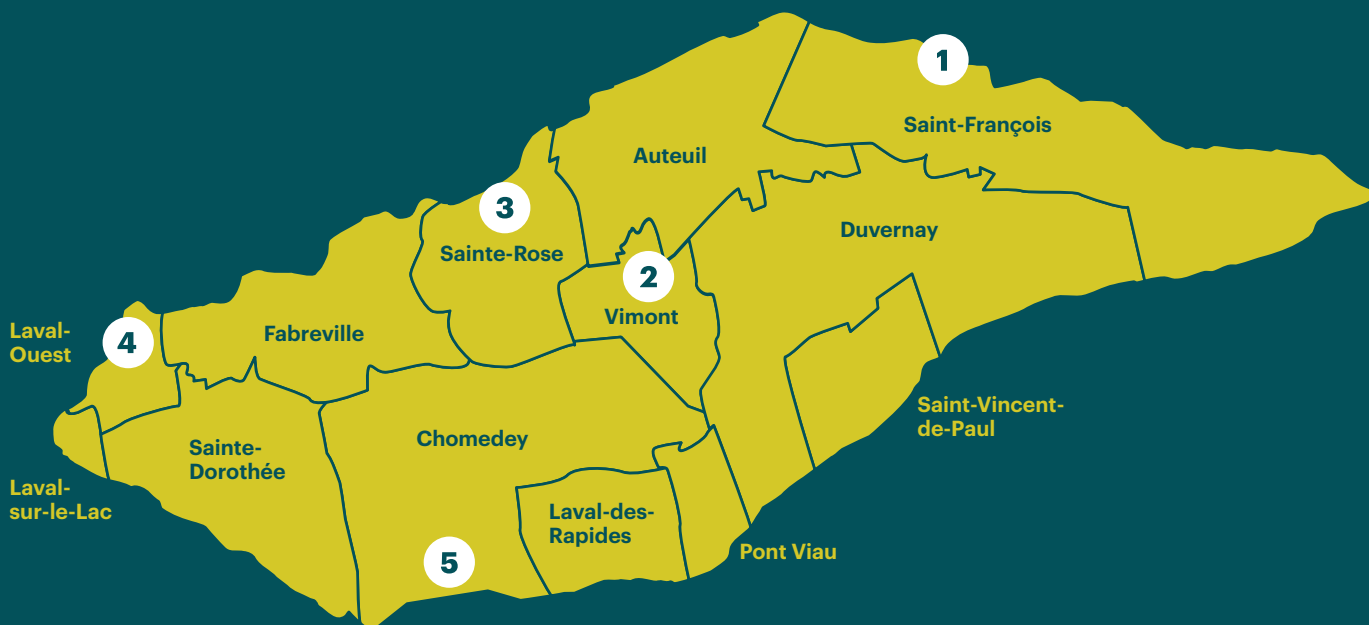 1
Saint-François
Auteuil
3
Sainte-Rose
Duvernay
2
Vimont
Laval-
Ouest
4
Fabreville
Saint-Vincent-
de-Paul
Chomedey
Sainte-
Dorothée
Laval-
sur-le-Lac
Laval-des-
Rapides
Pont Viau
5